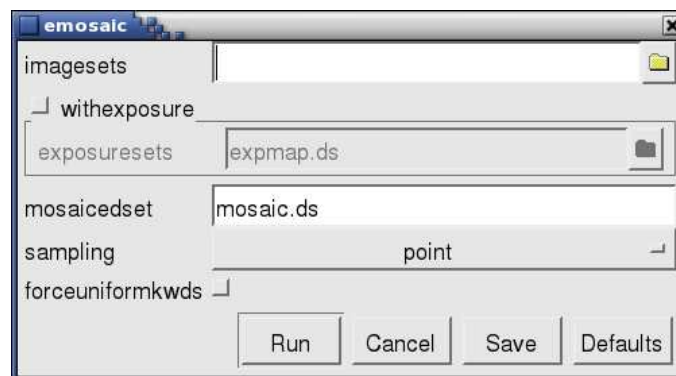 emosaic
imagesets
withexposure
exposuresets expmap.ds
mosaicedset mosaic.ds
sampling point
forceuniformkwds
Run Cancel Save Defaults